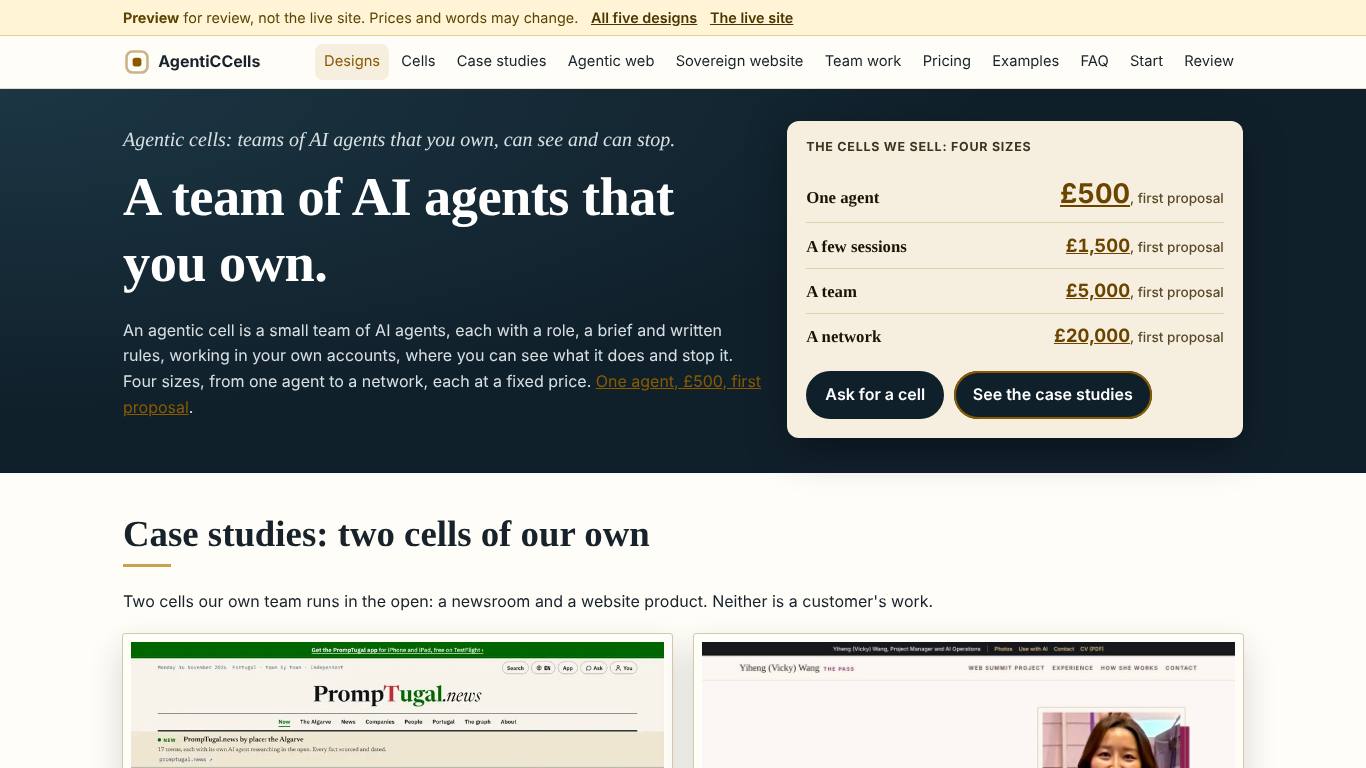 Preview for review, not the live site. Prices and words may change. All five designs The live site
AgentiCCells
Designs Cells Case studies Agentic web Sovereign website Team work Pricing Examples FAQ Start Review
Agentic cells: teams of AI agents that you own, can see and can stop.
A team of AI agents that
you own.
An agentic cell is a small team of AI agents, each with a role, a brief and written
rules, working in your own accounts, where you can see what it does and stop it.
Four sizes, from one agent to a network, each at a fixed price. One agent, £500, first
proposal.
THE CELLS WE SELL: FOUR SIZES
One agent £500, first proposal
A few sessions £1,500, first proposal
A team £5,000, first proposal
A network £20,000, first proposal
Ask for a cell See the case studies
Case studies: two cells of our own
Two cells our own team runs in the open: a newsroom and a website product. Neither is a customer's work.
Get the PrompTugal app for iPhone and iPad, free on TestFlight ›
Portugal · Town by Town · Independent
Search EN App Ask You
PrompTugal.news
Now The Algarve News Companies People Portugal The graph About
NEW PrompTugal.news by place: the Algarve
17 towns, each with its own AI agent researching in the open. Every fact sourced and dated.
promptugal.news ↗
Yiheng (Vicky) Wang, Project Manager and AI Operations Photos Use with AI Contact CV (PDF)
Yiheng (Vicky) Wang THE PASS WEB SUMMIT PROJECT EXPERIENCE HOW SHE WORKS CONTACT